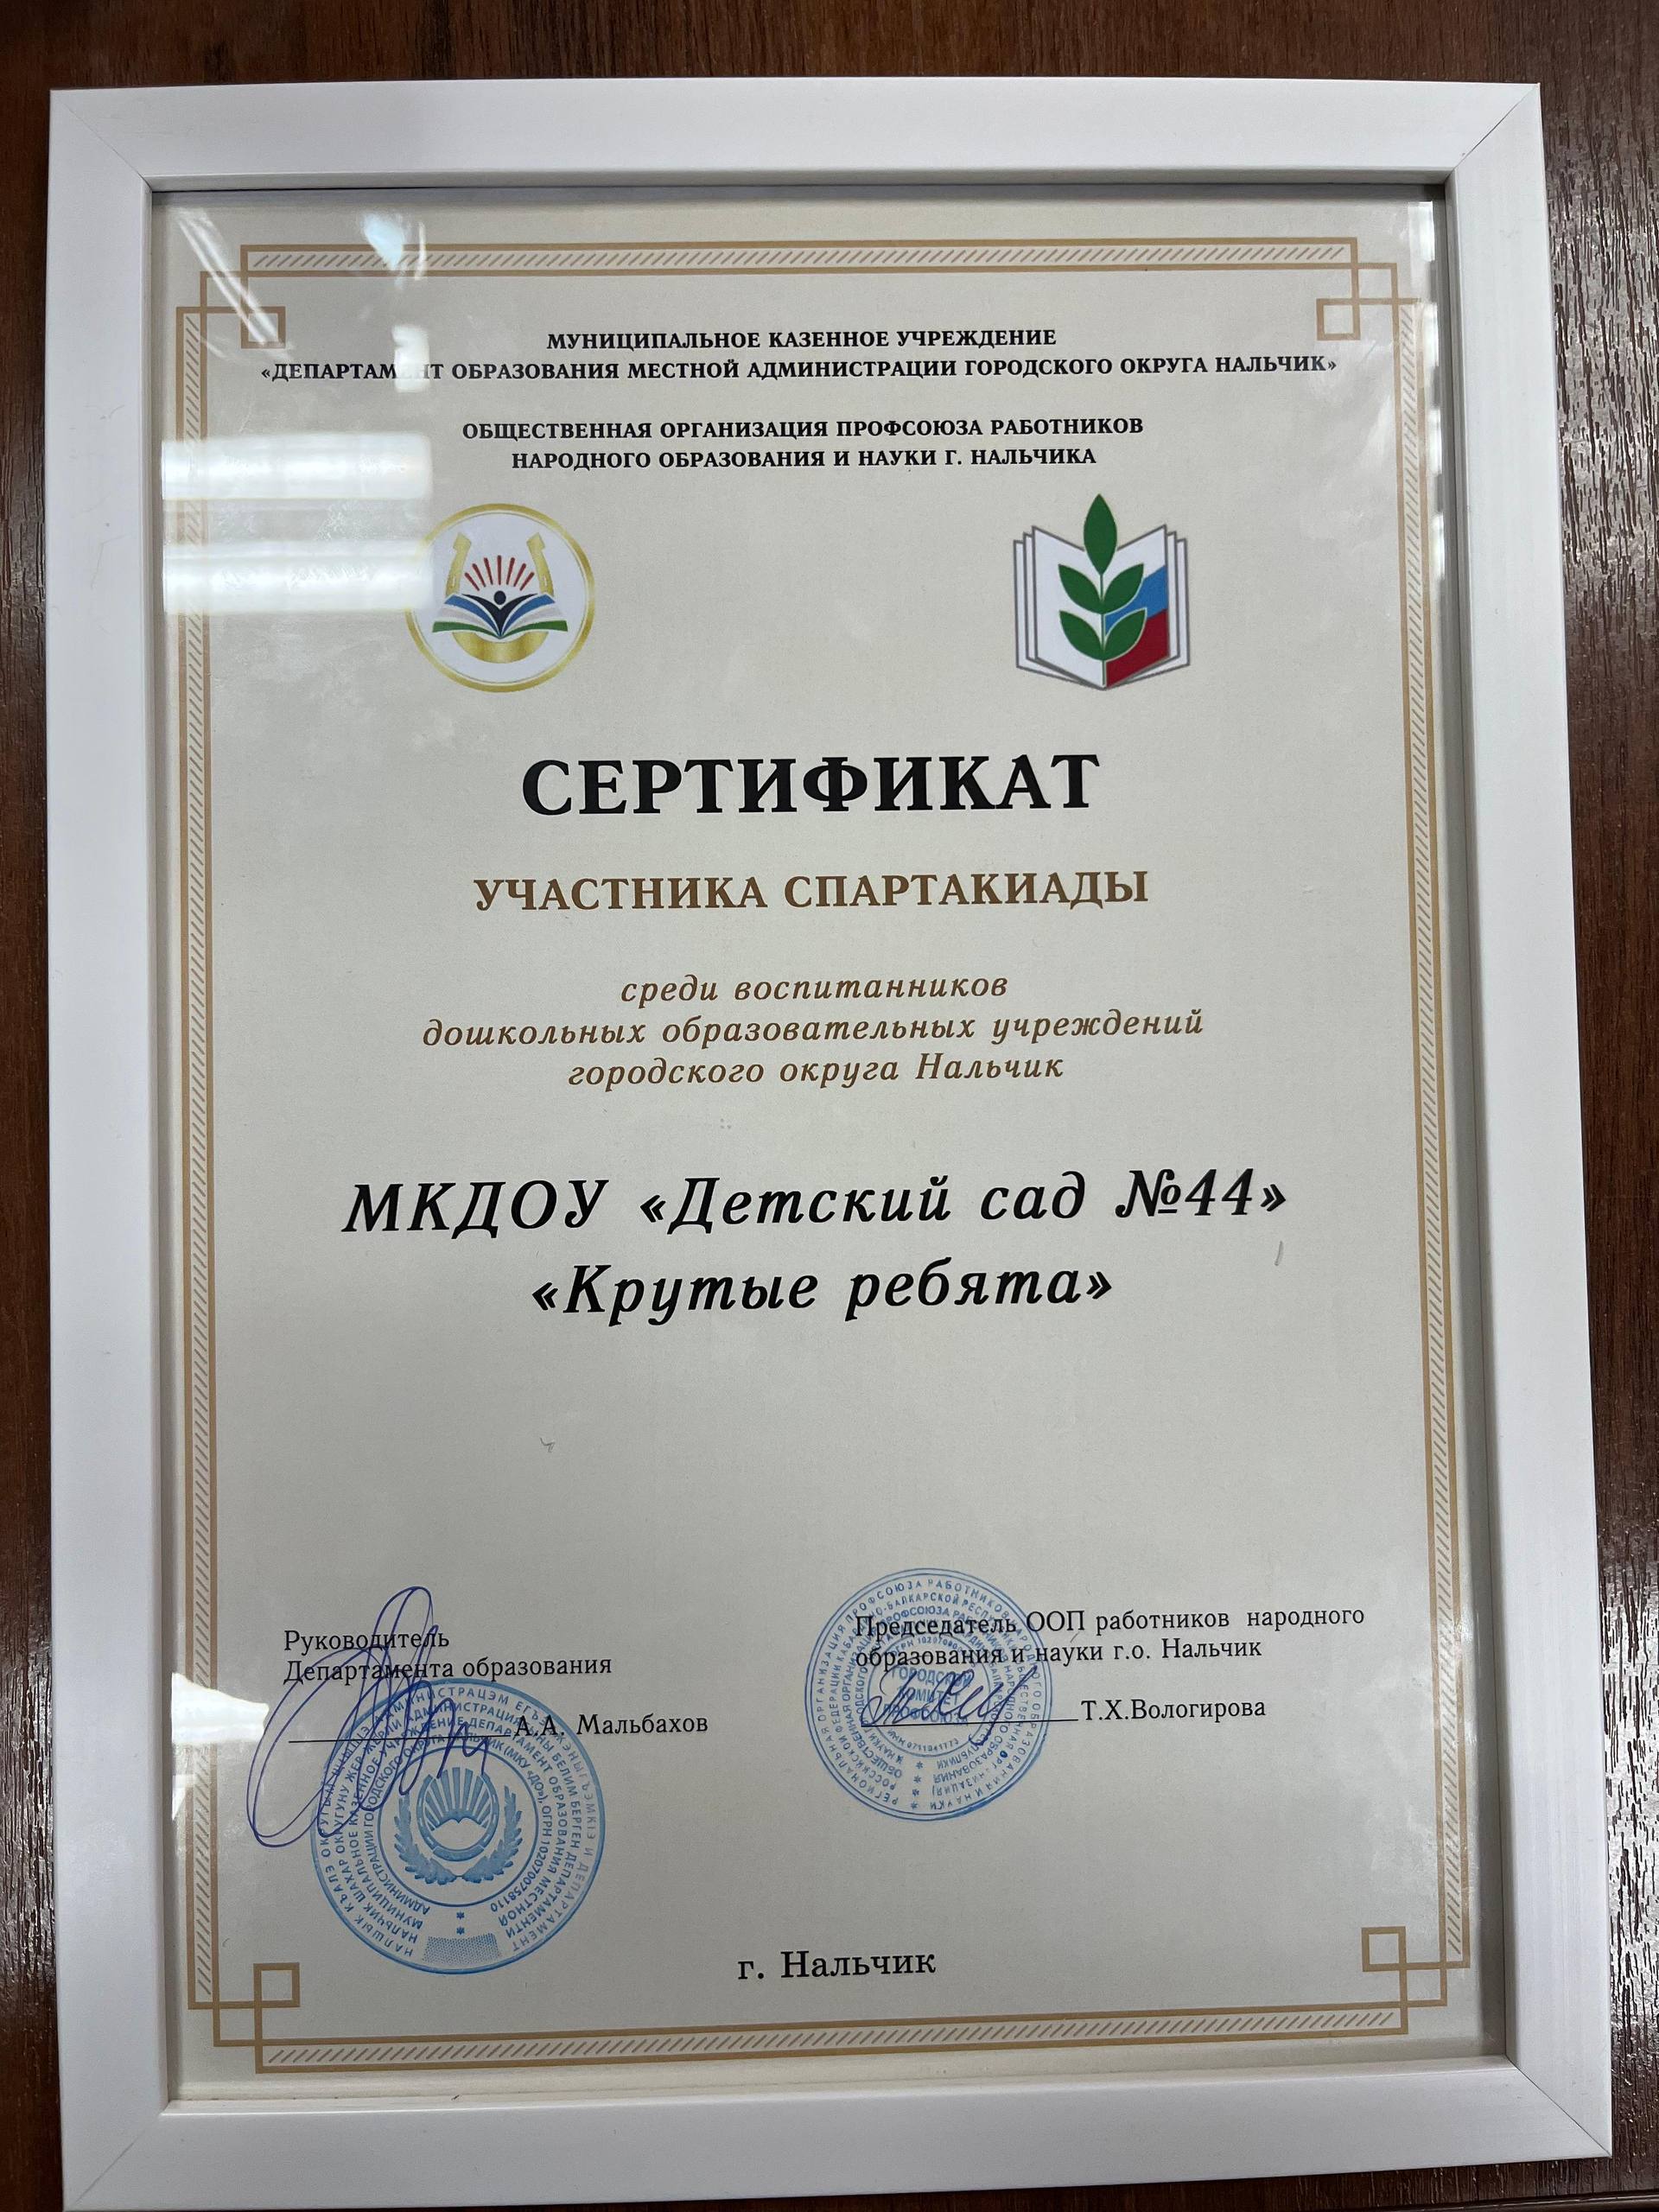 МУНИЦИПАЛЬНОЕ КАЗЕННОЕ УЧРЕЖДЕНИЕ
«ДЕПАРТАМЕНТ ОБРАЗОВАНИЯ МЕСТНОЙ АДМИНИСТРАЦИИ ГОРОДСКОГО ОКРУГА НАЛЬЧИК»
ОБЩЕСТВЕННАЯ ОРГАНИЗАЦИЯ ПРОФСОЮЗА РАБОТНИКОВ
НАРОДНОГО ОБРАЗОВАНИЯ И НАУКИ Г. НАЛЬЧИКА
СЕРТИФИКАТ
УЧАСТНИКА СПАРТАКИАДЫ
среди воспитанников
дошкольных образовательных учреждений
городского округа Нальчик
МКДОУ «Детский сад №44»
«Крутые ребята»
Руководитель
Департамента образования
А.А. Мальбахов
Председатель ООП работников народного
образования и науки г.о. Нальчик
Т.Х.Вологирова
г. Нальчик